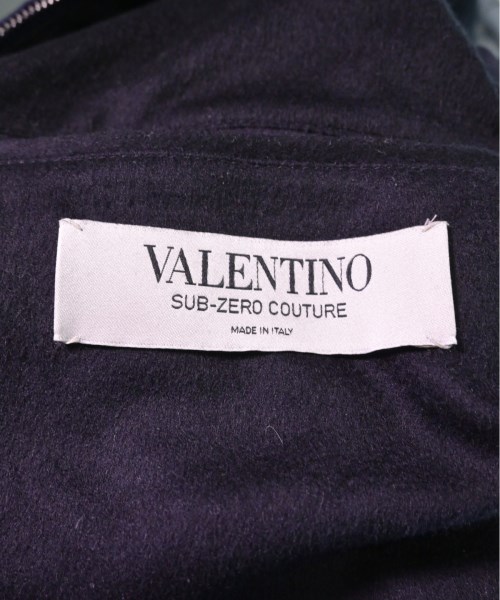 VALENTINO
SUB-ZERO COUTURE
MADE IN ITALY